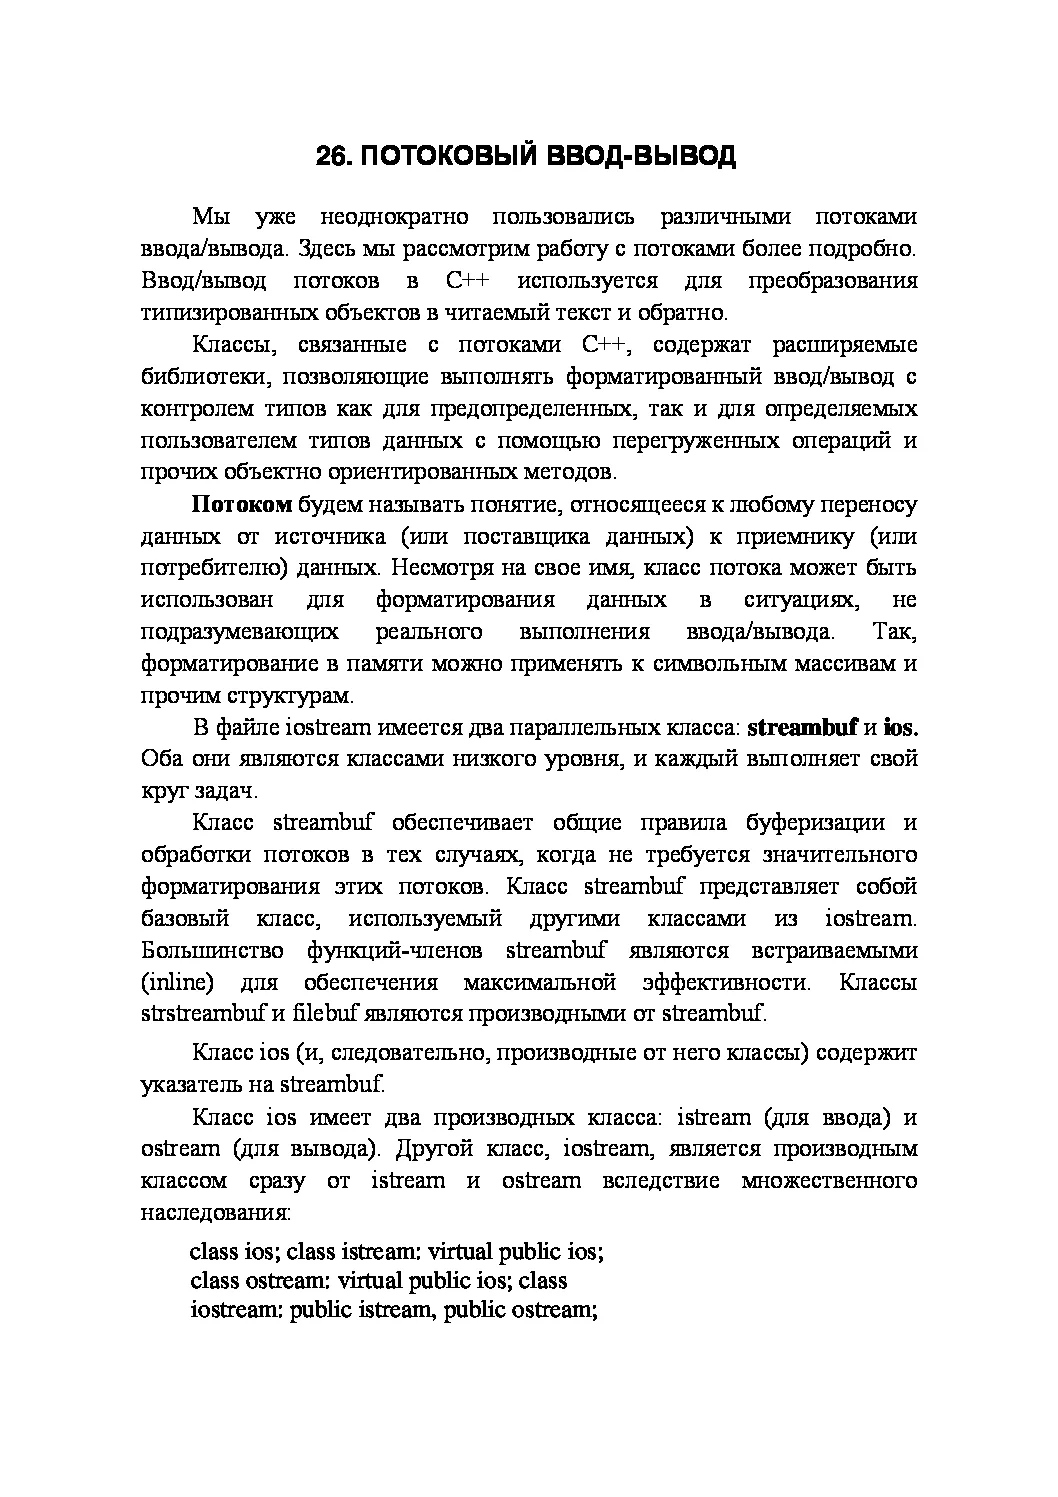 26. ПОТОКОВЫЙ ВВОД-ВЫВОД
Мы уже неоднократно пользовались различными потоками
ввода/вывода. Здесь мы рассмотрим работу с потоками более подробно.
Ввод/вывод потоков в С++ используется для преобразования
типизированных объектов в читаемый текст и обратно.
Классы, связанные с потоками С++, содержат расширяемые
библиотеки, позволяющие выполнять форматированный ввод/вывод с
контролем типов как для предопределенных, так и для определяемых
пользователем типов данных с помощью перегруженных операций и
прочих объектно ориентированных методов.
Потоком будем называть понятие, относящееся к любому переносу
данных от источника (или поставщика данных) к приемнику (или
потребителю) данных. Несмотря на свое имя, класс потока может быть
использован для форматирования данных в ситуациях, не
подразумевающих реального выполнения ввода/вывода. Так,
форматирование в памяти можно применять к символьным массивам и
прочим структурам.
В файле iostream имеется два параллельных класса: streambuf и ios.
Оба они являются классами низкого уровня, и каждый выполняет свой
круг задач.
Класс streambuf обеспечивает общие правила буферизации и
обработки потоков в тех случаях, когда не требуется значительного
форматирования этих потоков. Класс streambuf представляет собой
базовый класс, используемый другими классами из iostream.
Большинство функций-членов streambuf являются встраиваемыми
(inline) для обеспечения максимальной эффективности. Классы
strstreambuf и filebuf являются производными от streambuf.
Класс ios (и, следовательно, производные от него классы) содержит
указатель на streambuf.
Класс ios имеет два производных класса: istream (для ввода) и
ostream (для вывода). Другой класс, iostream, является производным
классом сразу от istream и ostream вследствие множественного
наследования:
class ios; class istream: virtual public ios;
class ostream: virtual public ios; class
iostream: public istream, public ostream;